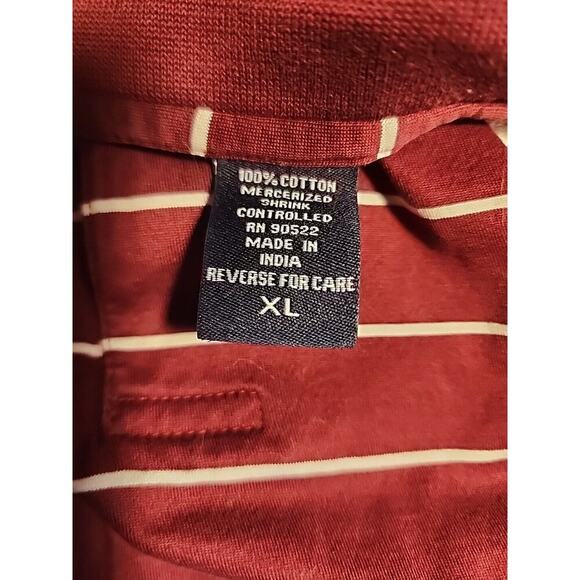 100% COTTON
MERCERIZED
SHRINK
CONTROLLED
RN 90522
MADE IN
INDIA
REVERSE FOR CARE
XL